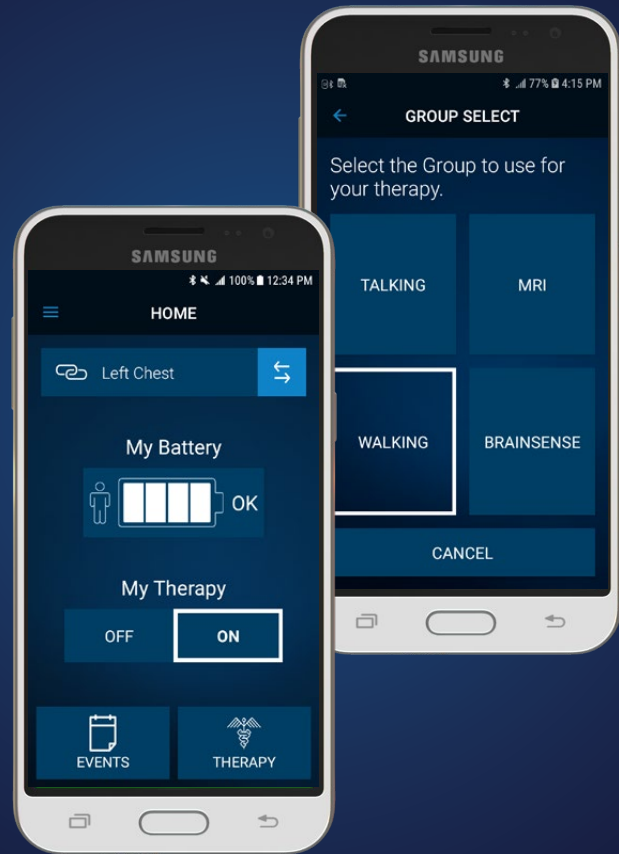 SAMSUNG
100% 12:34 PM
HOME
Left Chest
My Battery
OK
My Therapy
OFF
ON
EVENTS
THERAPY
SAMSUNG
77% 4:15 PM
GROUP SELECT
Select the Group to use for
your therapy.
TALKING
MRI
WALKING
BRAINSENSE
CANCEL